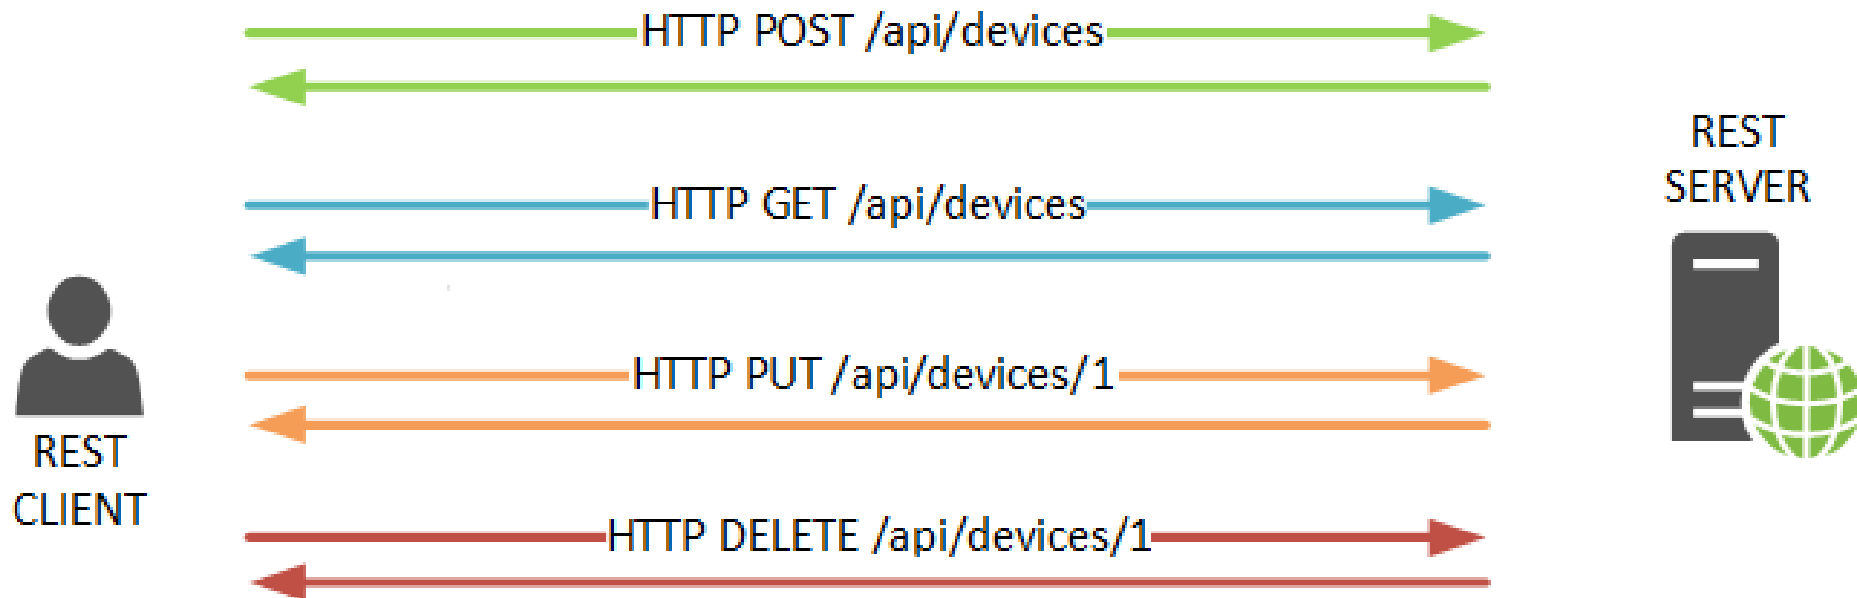 HTTP POST /api/devices
REST
SERVER
HTTP GET /api/devices
HTTP PUT /api/devices/1
REST
CLIENT
HTTP DELETE /api/devices/1